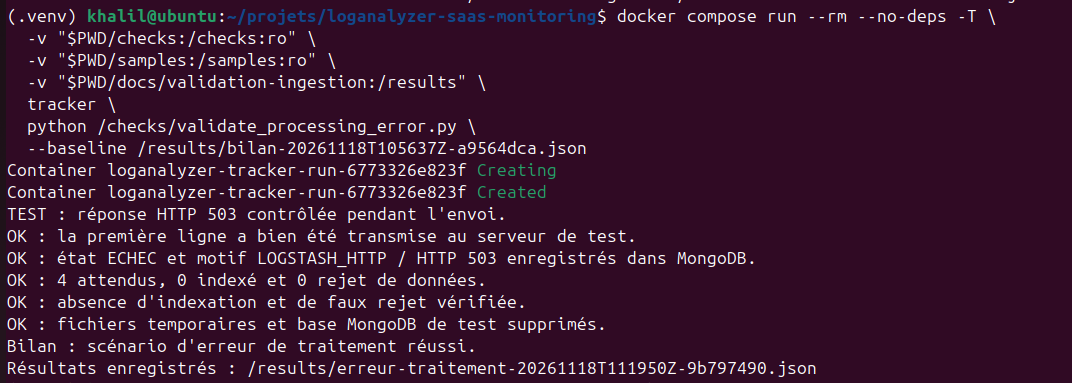 (.venv) khalil@ubuntu:~/projets/loganalyzer-saas-monitoring$ docker compose run --rm --no-deps -T \
-v "$PWD/checks:/checks:ro" \
-v "$PWD/samples:/samples:ro" \
-v "$PWD/docs/validation-ingestion:/results" \
tracker \
python /checks/validate_processing_error.py \
--baseline /results/bilan-20261118T105637Z-a9564dca.json
Container loganalyzer-tracker-run-6773326e823f Creating
Container loganalyzer-tracker-run-6773326e823f Created
TEST : réponse HTTP 503 contrôlée pendant l'envoi.
OK : la première ligne a bien été transmise au serveur de test.
OK : état ECHEC et motif LOGSTASH_HTTP / HTTP 503 enregistrés dans MongoDB.
OK : 4 attendus, 0 indexé et 0 rejet de données.
OK : absence d'indexation et de faux rejet vérifiée.
OK : fichiers temporaires et base MongoDB de test supprimés.
Bilan : scénario d'erreur de traitement réussi.
Résultats enregistrés : /results/erreur-traitement-20261118T111950Z-9b797490.json